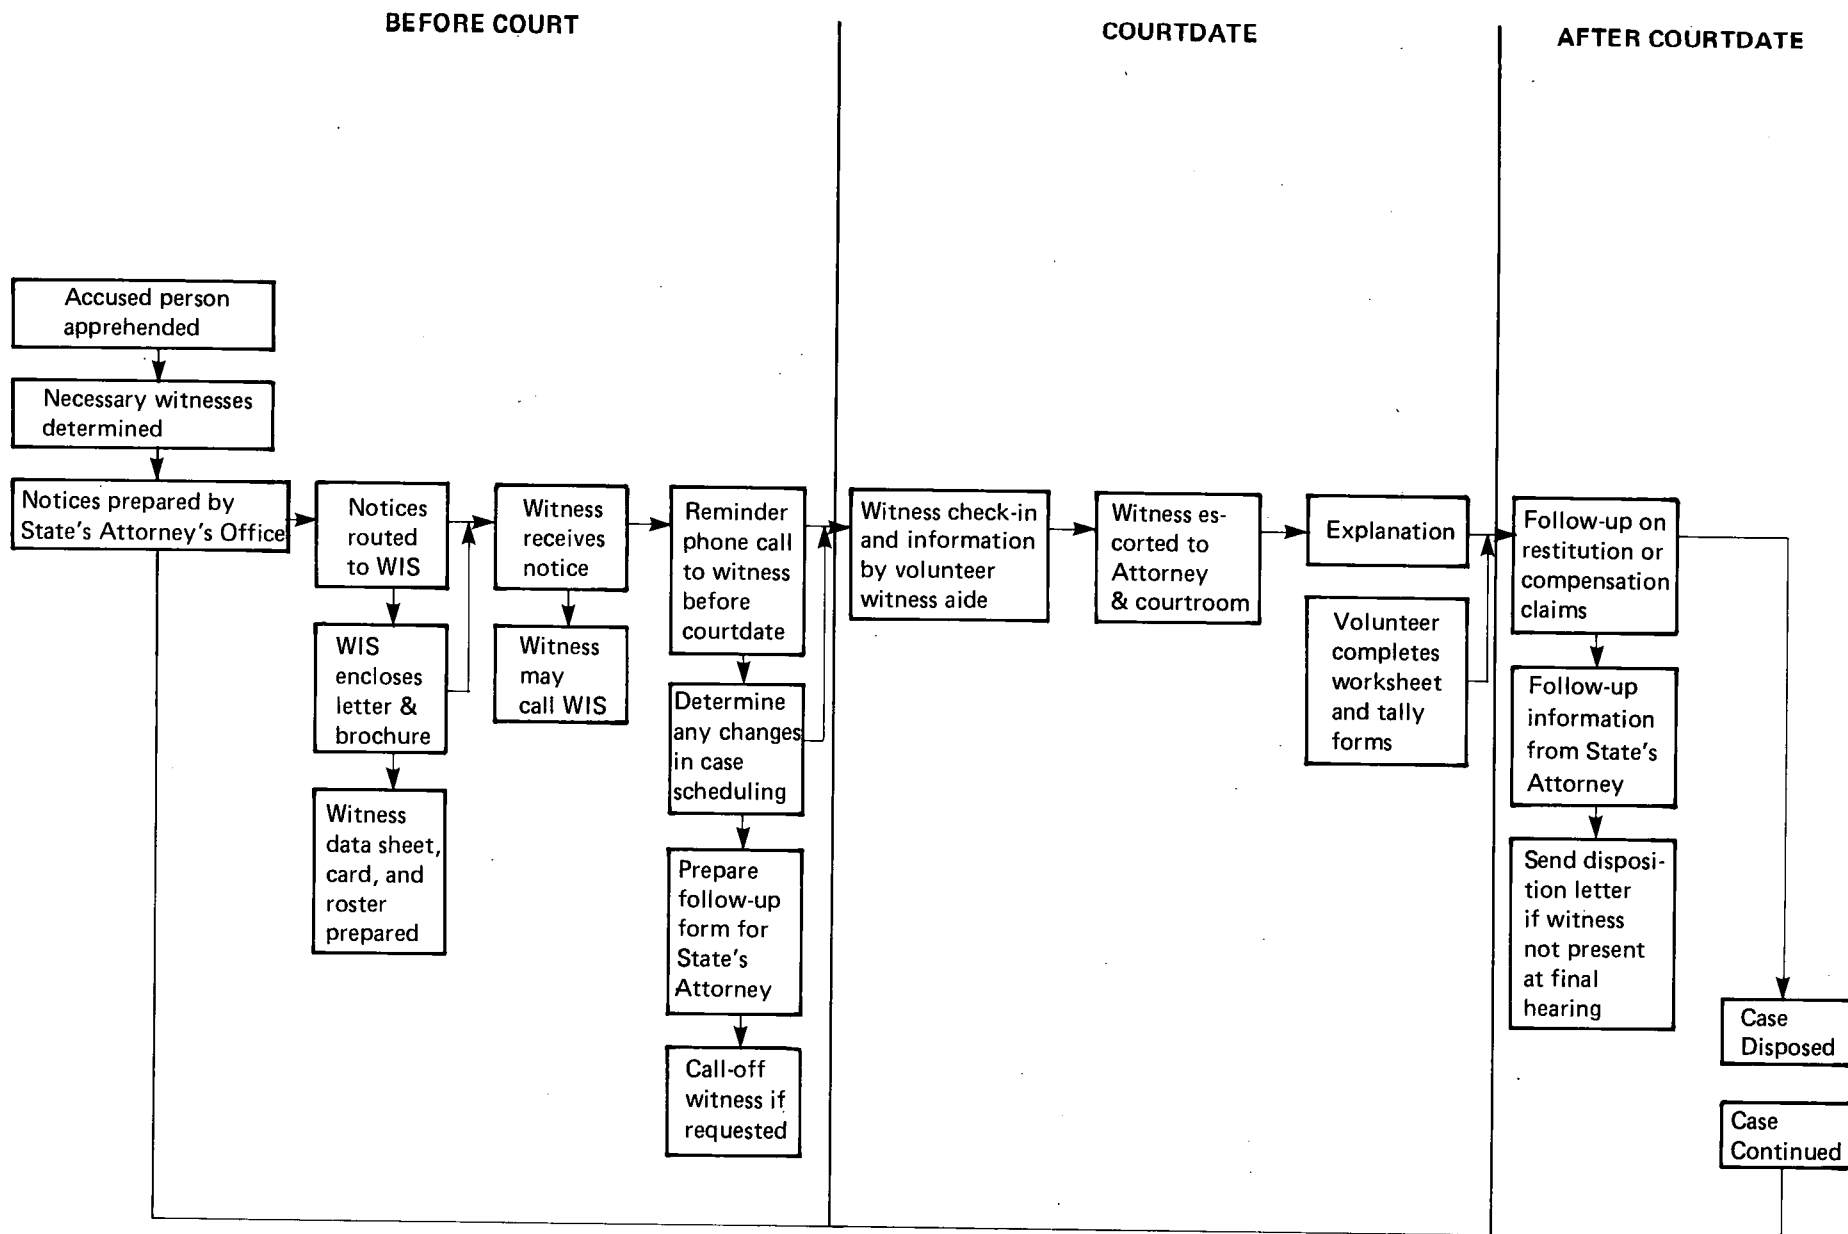 BEFORE COURT
COURTDATE
AFTER COURTDATE
Accused person
apprehended
Necessary witnesses
determined
Notices prepared by
State's Attorney's Office
Notices
routed
to WIS
WIS
encloses
letter &
brochure
Witness
data sheet,
card, and
roster
prepared
Witness
receives
notice
Witness
may
call WIS
Reminder
phone call
to witness
before
courtdate
Determine
any changes
in case
scheduling
Prepare
follow-up
form for
State's
Attorney
Call-off
witness if
requested
Witness check-in
and information
by volunteer
witness aide
Witness es-
corted to
Attorney
& courtroom
Explanation
Volunteer
completes
worksheet
and tally
forms
Follow-up on
restitution or
compensation
claims
Follow-up
information
from State's
Attorney
Send disposi-
tion letter
if witness
not present
at final
hearing
Case
Disposed
Case
Continued